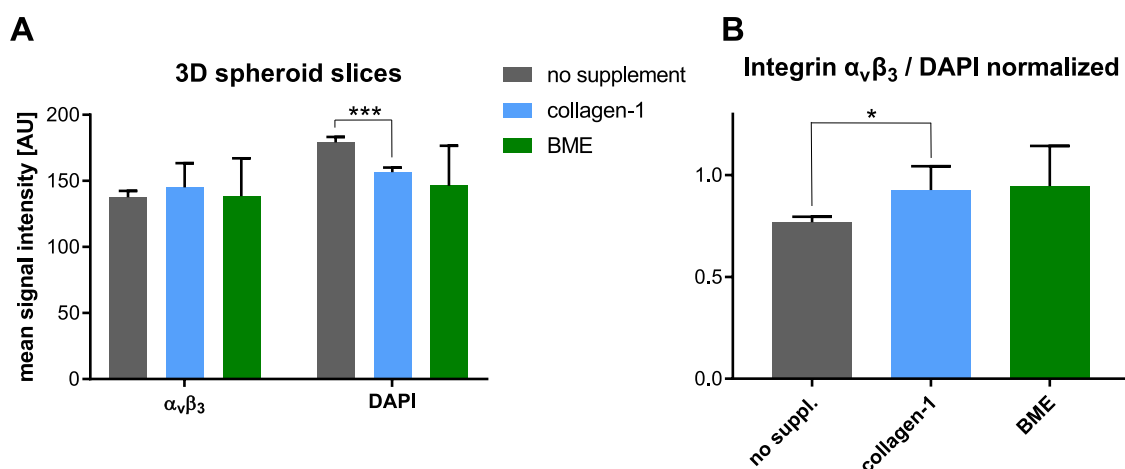 A
3D spheroid slices
mean signal intensity [AU]
200
150
100
50
0
***
αvβ3
DAPI
no supplement
collagen-1
BME
B
Integrin αvβ3 / DAPI normalized
*
1.0
0.5
0.0
no suppl.
collagen-1
BME